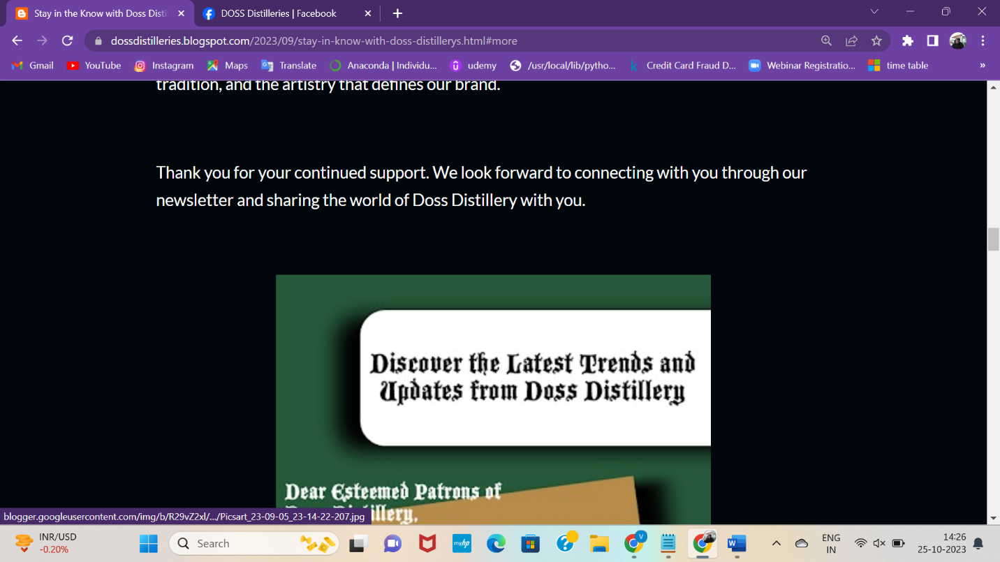 Stay in the Know with Doss Distil
DOSS Distilleries | Facebook
dossdistilleries.blogspot.com/2023/09/stay-in-know-with-doss-distillerys.html#more
Gmail YouTube Instagram Maps Translate Anaconda | Individu... udemy /usr/local/lib/pytho... Credit Card Fraud D... Webinar Registratio... time table »
tradition, and the artistry that defines our brand.
Thank you for your continued support. We look forward to connecting with you through our
newsletter and sharing the world of Doss Distillery with you.
Discover the Latest Trends and
Updates from Doss Distillery
Dear Esteemed Patrons of
illery,
blogger.googleusercontent.com/img/b/R29vZ2xl/.../Picsart_23-09-05_23-14-22-207.jpg
INR/USD
-0.20%
Search
myhp
V
W
ENG
IN
14:26
25-10-2023